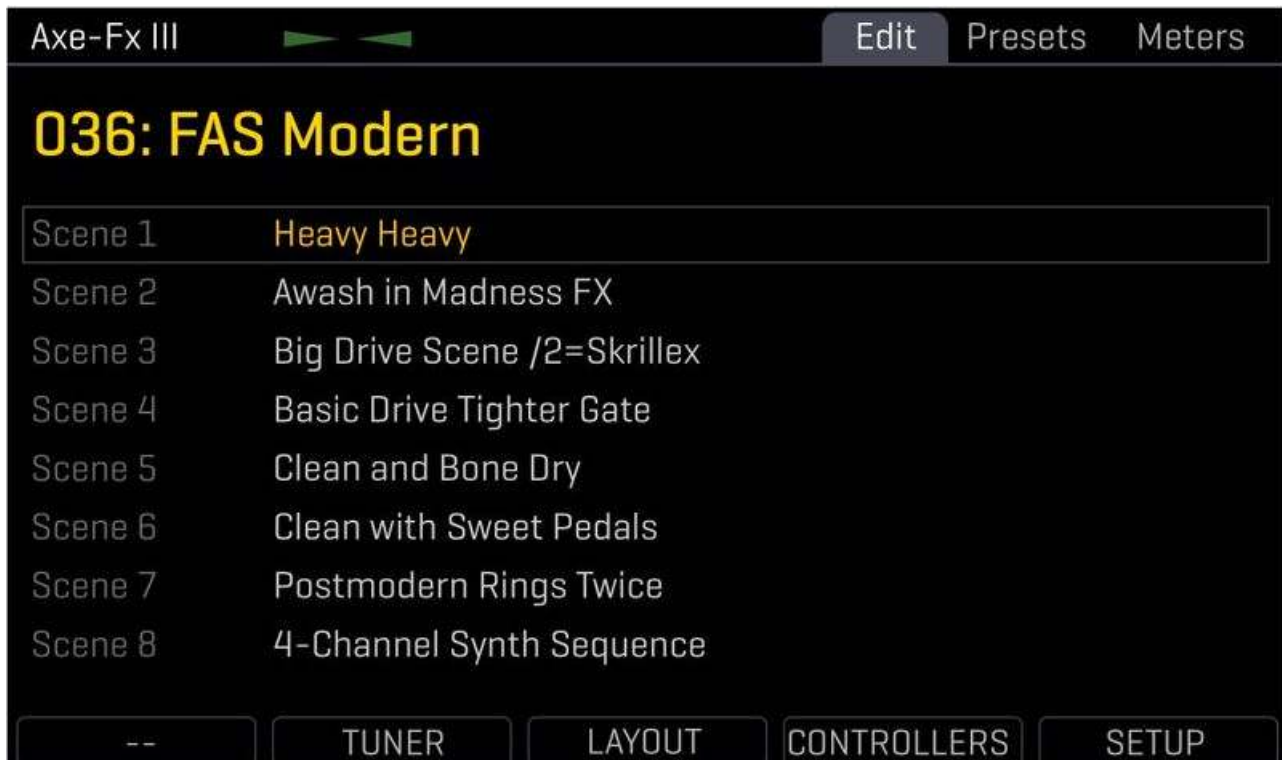 Axe-Fx III Edit Presets Meters
036: FAS Modern
Scene 1 Heavy Heavy
Scene 2 Awash in Madness FX
Scene 3 Big Drive Scene /2=Skrillex
Scene 4 Basic Drive Tighter Gate
Scene 5 Clean and Bone Dry
Scene 6 Clean with Sweet Pedals
Scene 7 Postmodern Rings Twice
Scene 8 4-Channel Synth Sequence
-- TUNER LAYOUT CONTROLLERS SETUP